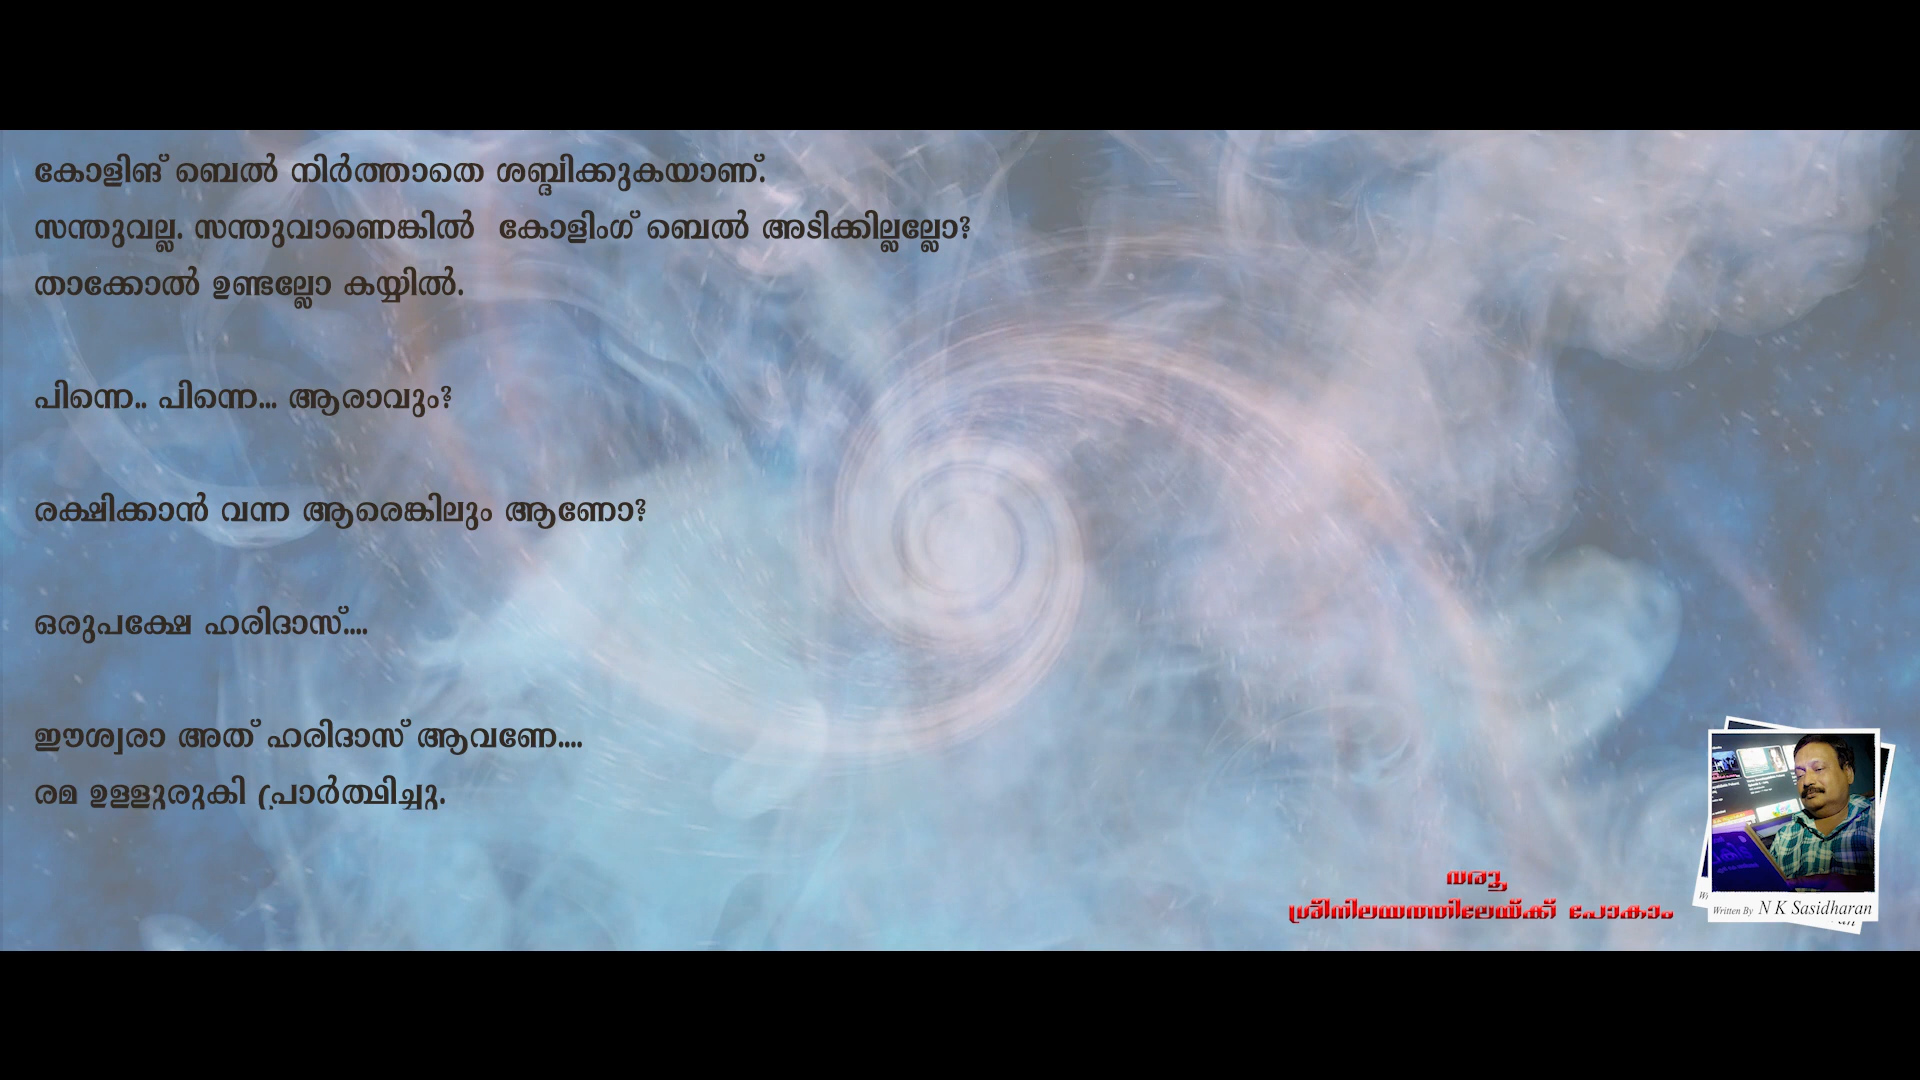 കോളിങ് ബെൽ നിർത്താതെ ശബ്ദിക്കുകയാണ്.
സന്തുവല്ല. സന്തുവാണെങ്കിൽ കോളിംഗ് ബെൽ അടിക്കില്ലല്ലോ?
താക്കോൽ ഉണ്ടല്ലോ കയ്യിൽ.
പിന്നെ.. പിന്നെ... ആരാവും?
രക്ഷിക്കാൻ വന്ന ആരെങ്കിലും ആണോ?
ഒരുപക്ഷേ ഹരിദാസ്....
ഈശ്വരാ അത് ഹരിദാസ് ആവണേ....
രമ ഉള്ളുരുകി പ്രാർത്ഥിച്ചു.
വരൂ
ശ്രീനിലയത്തിലേയ്ക്ക് പോകാം
Written By N K Sasidharan